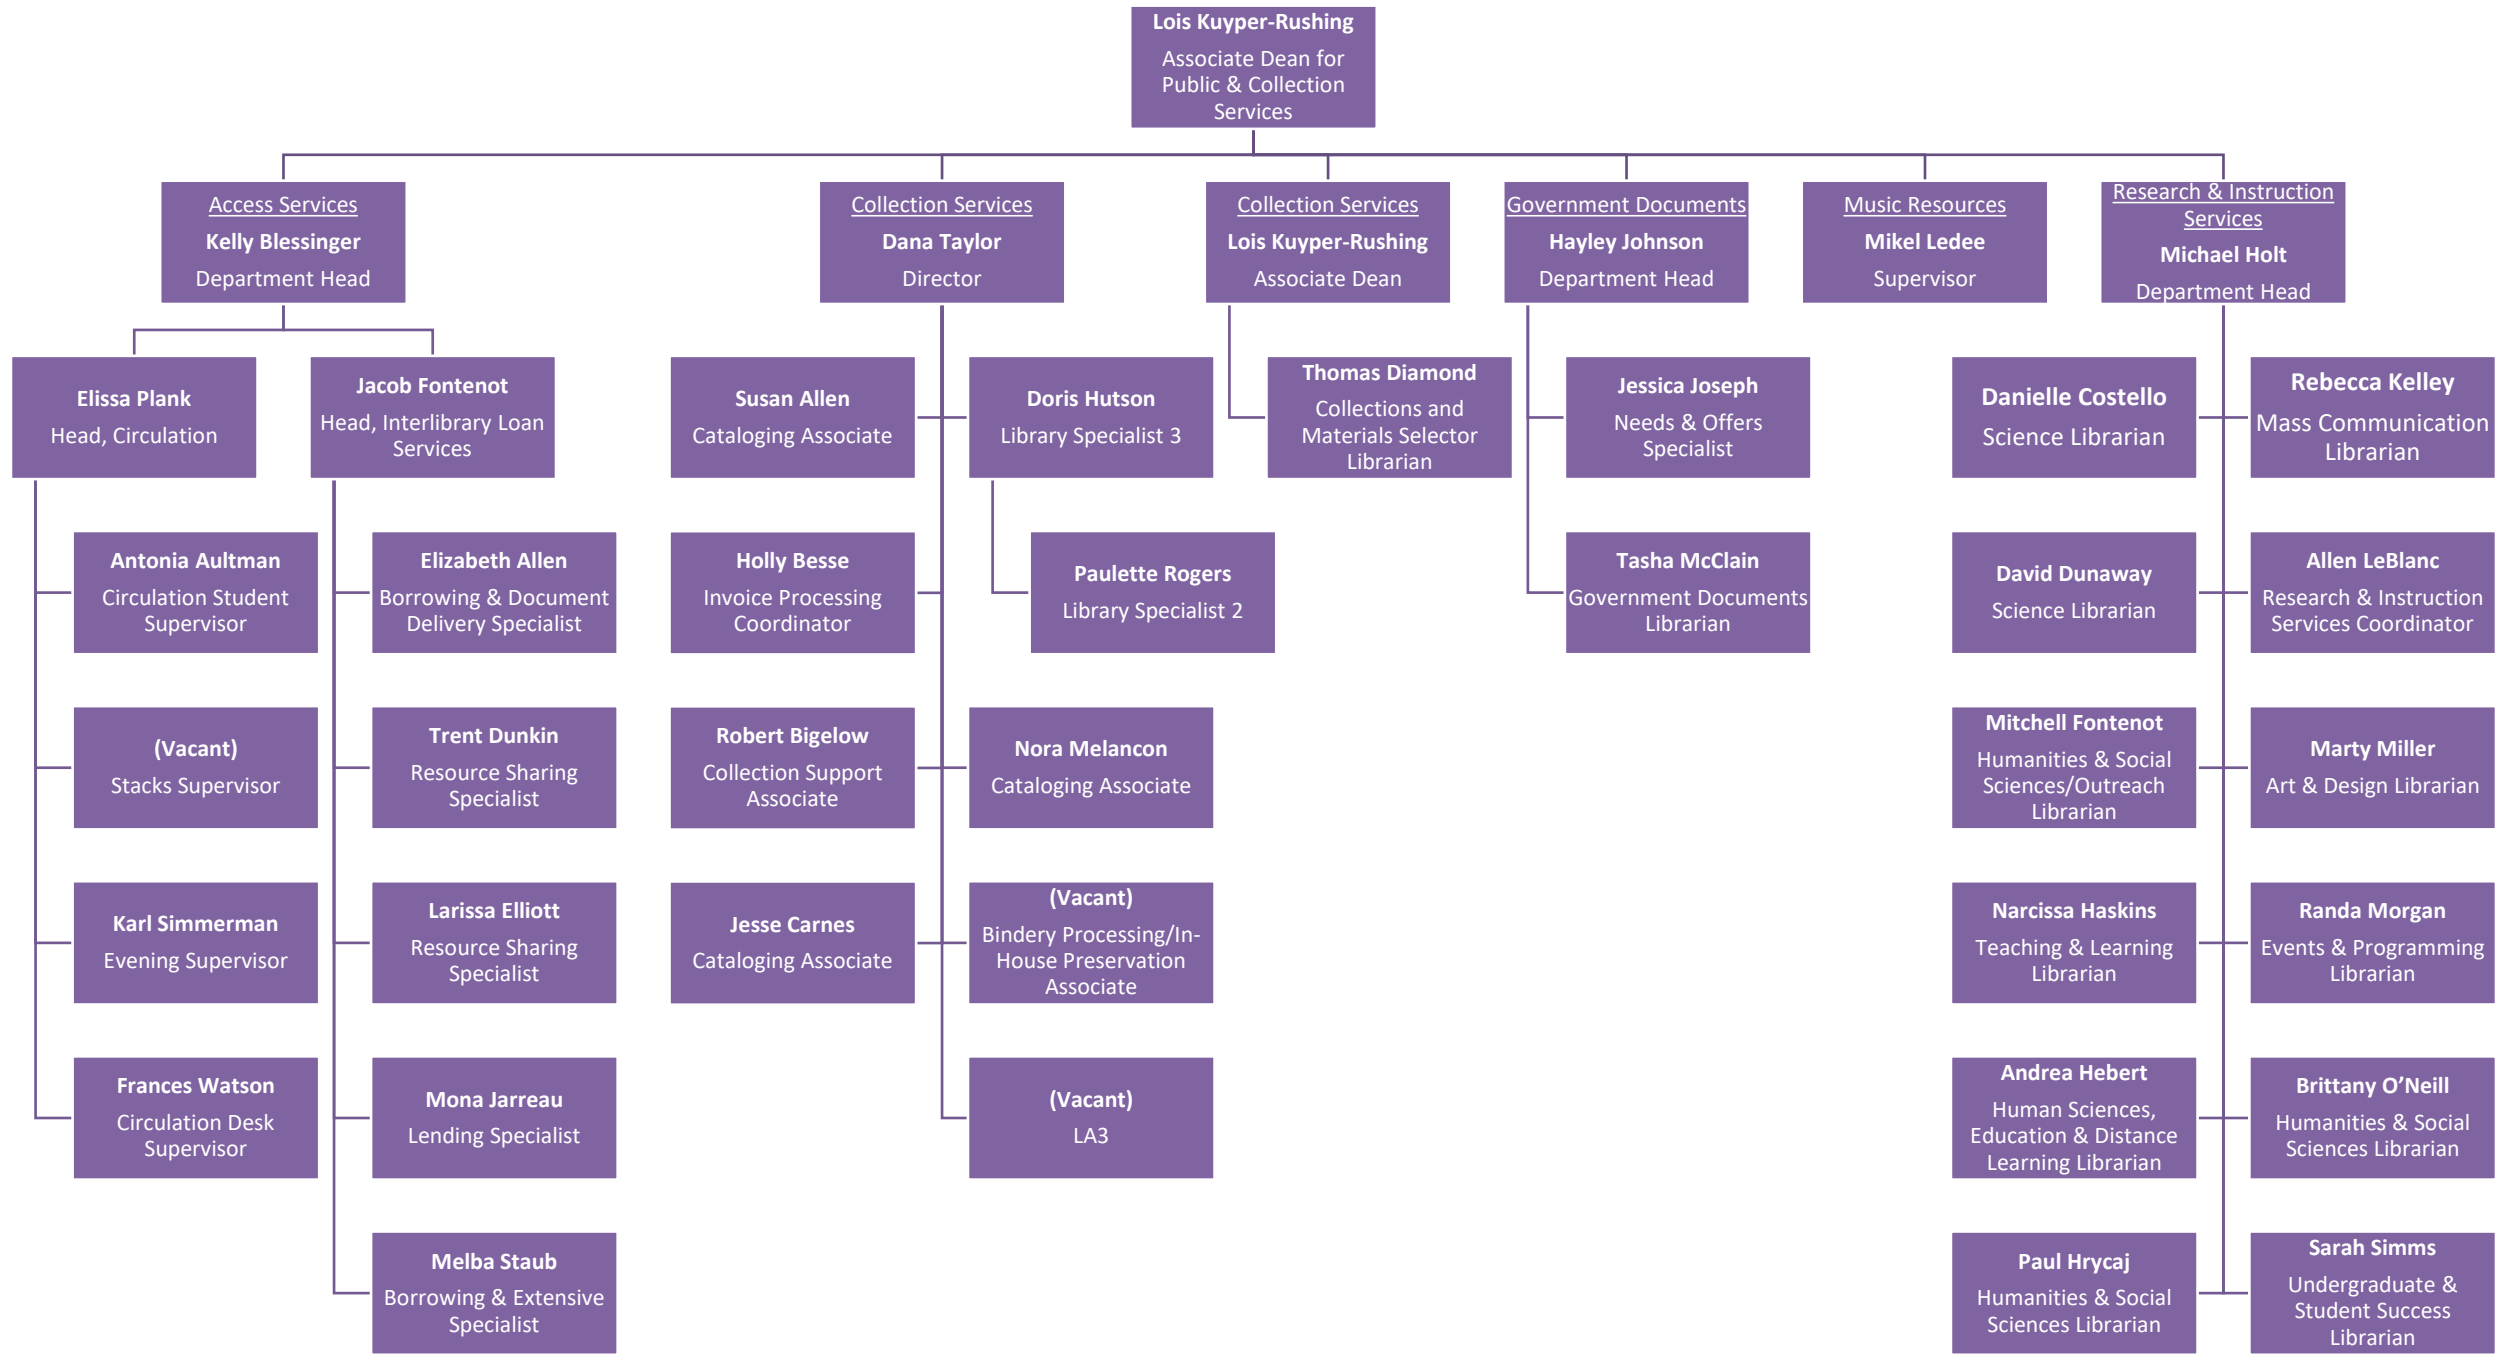 Lois Kuyper-Rushing
Associate Dean for
Public & Collection
Services
Access Services
Kelly Blessinger
Department Head
Collection Services
Dana Taylor
Director
Collection Services
Lois Kuyper-Rushing
Associate Dean
Government Documents
Hayley Johnson
Department Head
Music Resources
Mikel Ledee
Supervisor
Research & Instruction
Services
Michael Holt
Department Head
Elissa Plank
Head, Circulation
Jacob Fontenot
Head, Interlibrary Loan
Services
Susan Allen
Cataloging Associate
Doris Hutson
Library Specialist 3
Thomas Diamond
Collections and
Materials Selector
Librarian
Jessica Joseph
Needs & Offers
Specialist
Danielle Costello
Science Librarian
Rebecca Kelley
Mass Communication
Librarian
Antonia Aultman
Circulation Student
Supervisor
Elizabeth Allen
Borrowing & Document
Delivery Specialist
Holly Besse
Invoice Processing
Coordinator
Paulette Rogers
Library Specialist 2
Tasha McClain
Government Documents
Librarian
David Dunaway
Science Librarian
Allen LeBlanc
Research & Instruction
Services Coordinator
(Vacant)
Stacks Supervisor
Trent Dunkin
Resource Sharing
Specialist
Robert Bigelow
Collection Support
Associate
Nora Melancon
Cataloging Associate
Mitchell Fontenot
Humanities & Social
Sciences/Outreach
Librarian
Marty Miller
Art & Design Librarian
Karl Simmerman
Evening Supervisor
Larissa Elliott
Resource Sharing
Specialist
Jesse Carnes
Cataloging Associate
(Vacant)
Bindery Processing/In-
House Preservation
Associate
Narcissa Haskins
Teaching & Learning
Librarian
Randa Morgan
Events & Programming
Librarian
Frances Watson
Circulation Desk
Supervisor
Mona Jarreau
Lending Specialist
(Vacant)
LA3
Andrea Hebert
Human Sciences,
Education & Distance
Learning Librarian
Brittany O’Neill
Humanities & Social
Sciences Librarian
Melba Staub
Borrowing & Extensive
Specialist
Paul Hrycaj
Humanities & Social
Sciences Librarian
Sarah Simms
Undergraduate &
Student Success
Librarian